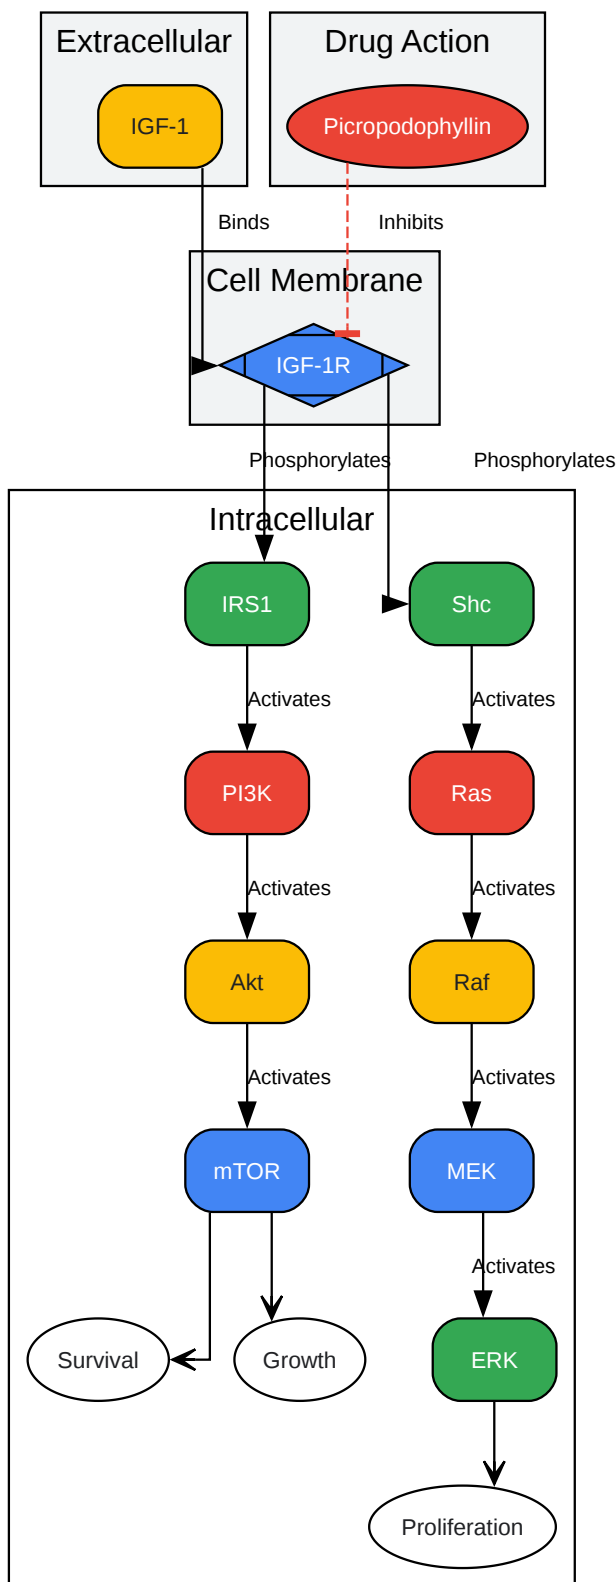 Extracellular
Drug Action
IGF-1
Picropodophyllin
Binds
Inhibits
Cell Membrane
IGF-1R
Phosphorylates
Phosphorylates
Intracellular
IRS1
Shc
Activates
Activates
PI3K
Ras
Activates
Activates
Akt
Raf
Activates
Activates
mTOR
MEK
Activates
Survival
Growth
ERK
Proliferation